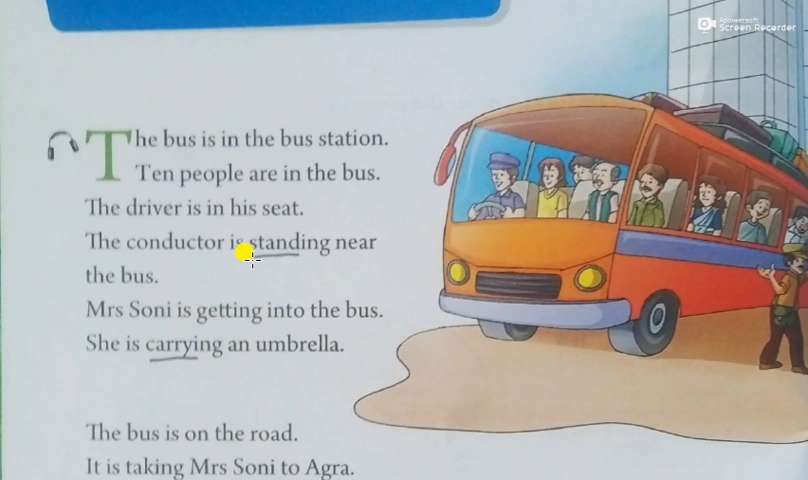 Apowersoft
Screen Recorder
The bus is in the bus station.
Ten people are in the bus.
The driver is in his seat.
The conductor is standing near
the bus.
Mrs Soni is getting into the bus.
She is carrying an umbrella.
The bus is on the road.
It is taking Mrs Soni to Agra.